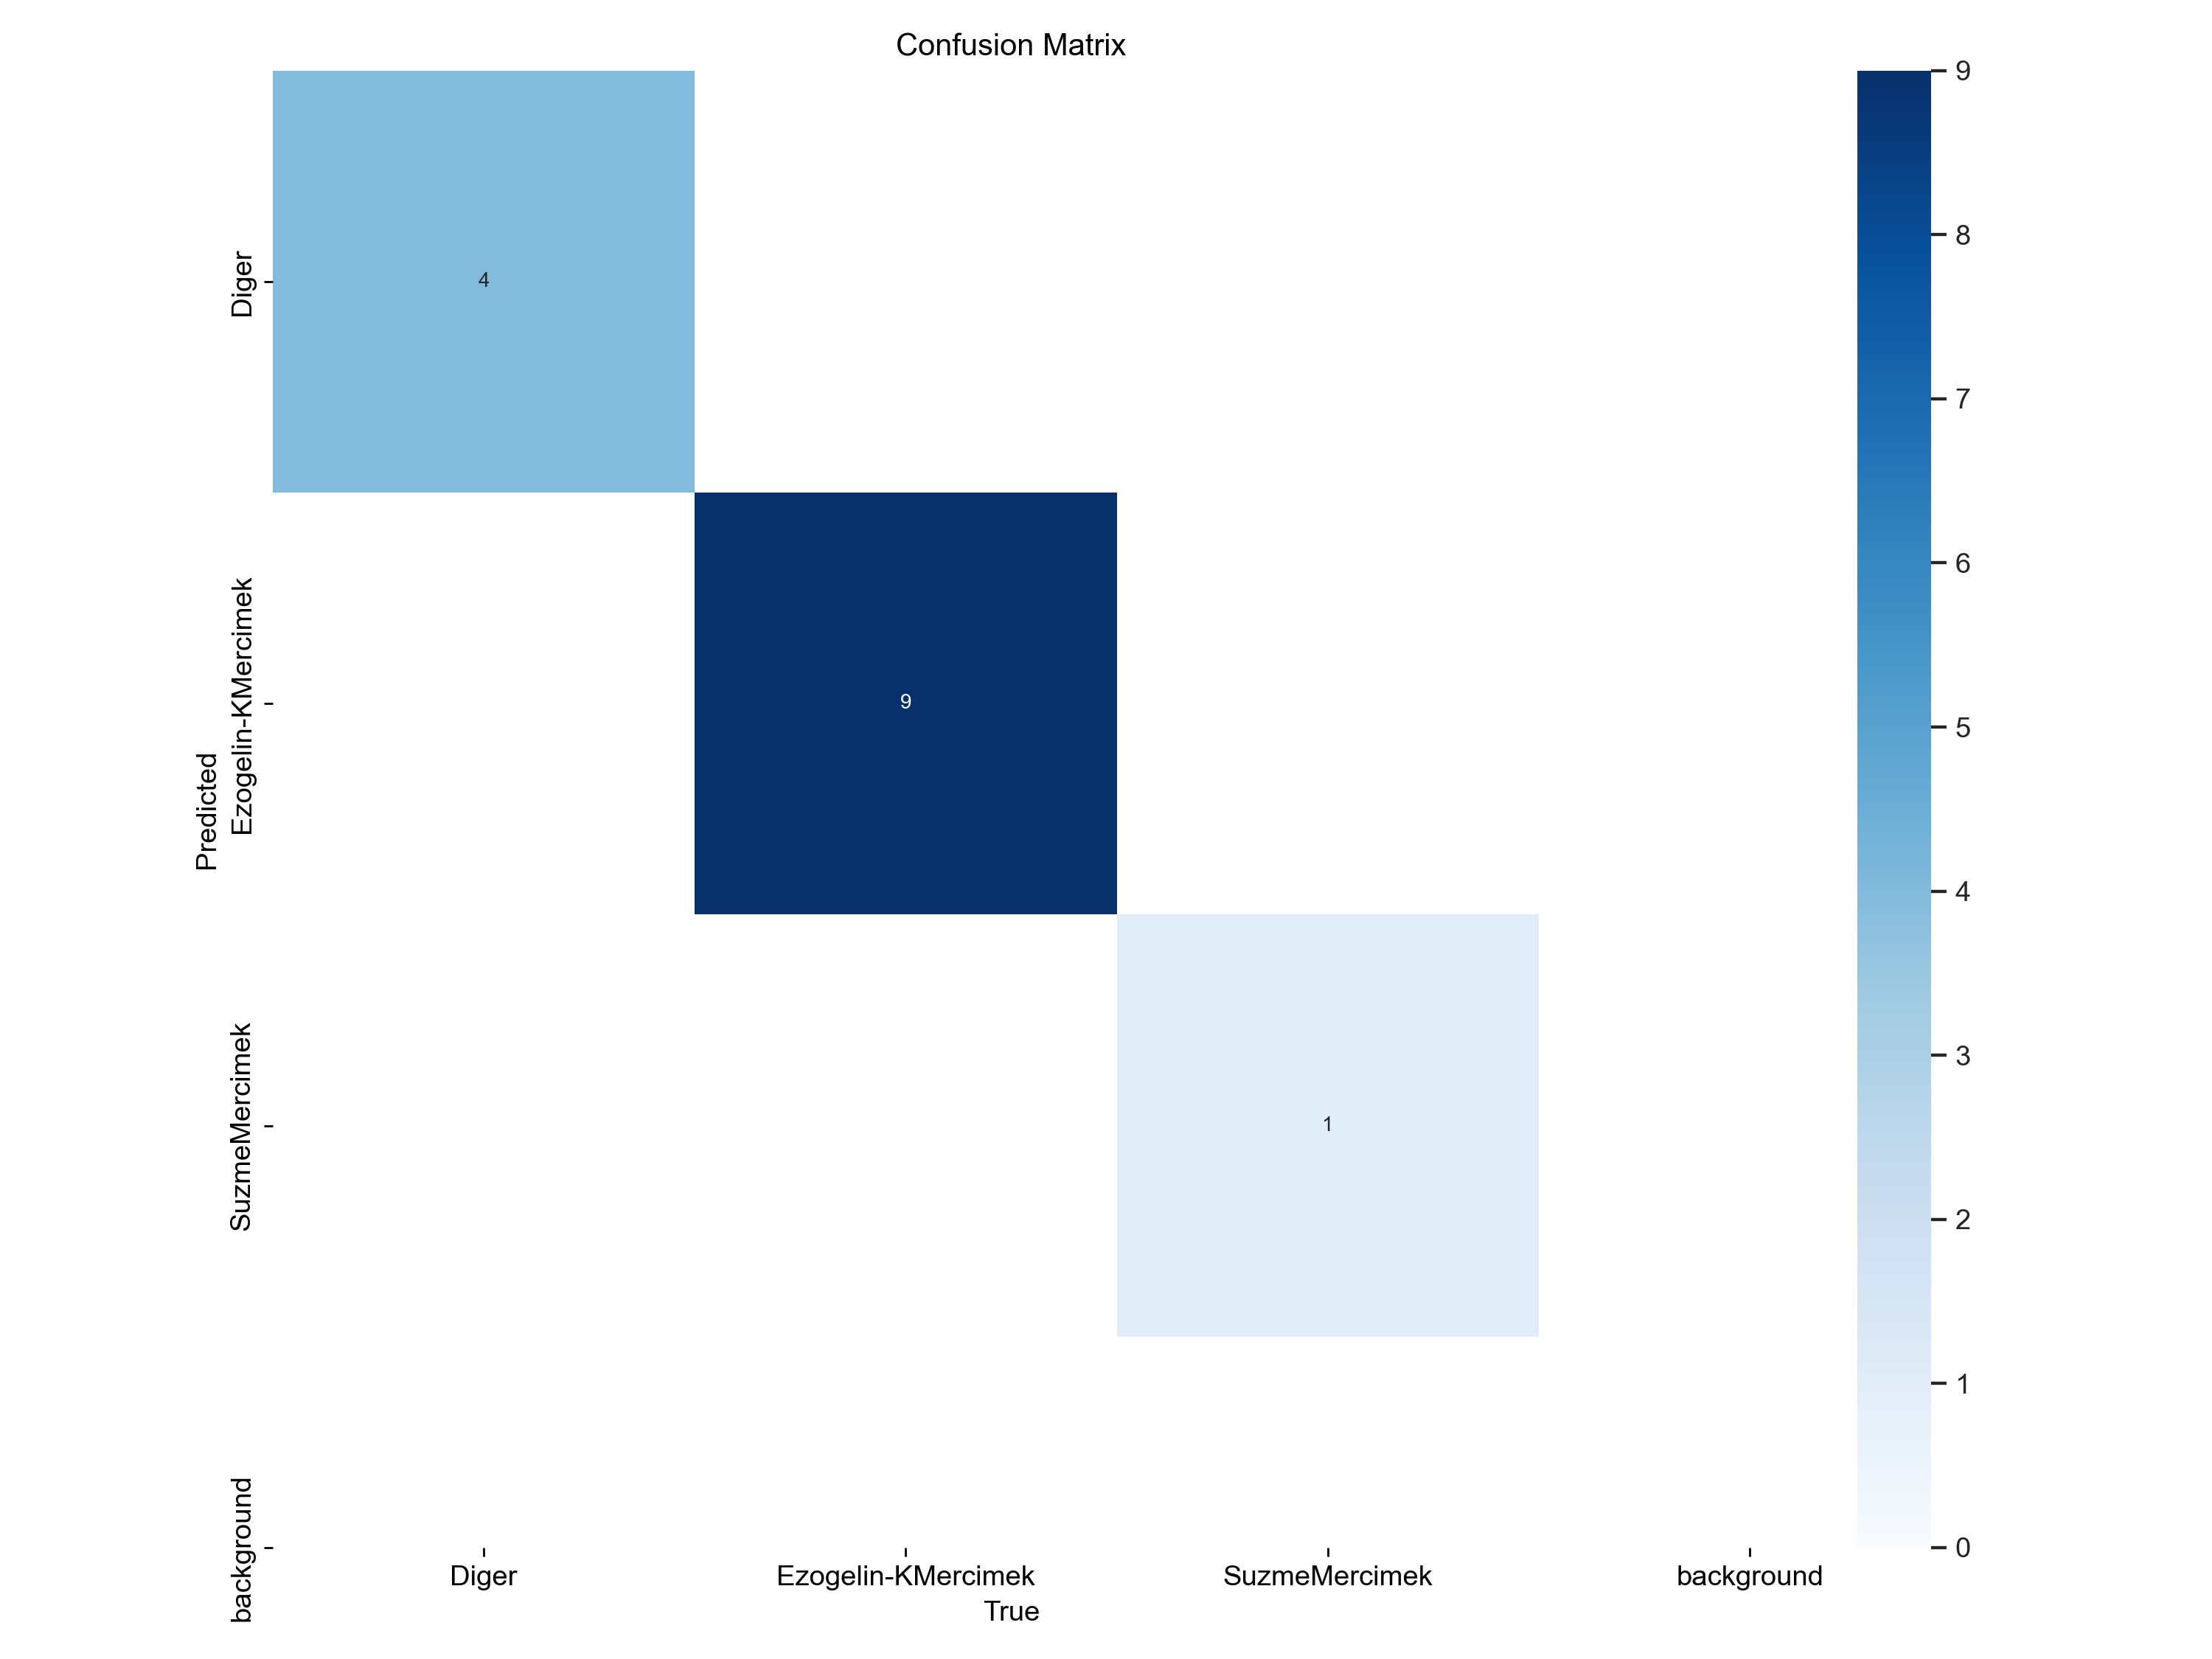 Confusion Matrix
Predicted
Diger
Ezogelin-KMercimek
SuzmeMercimek
background
4
9
1
Diger
Ezogelin-KMercimek
SuzmeMercimek
background
True
9
8
7
6
5
4
3
2
1
0